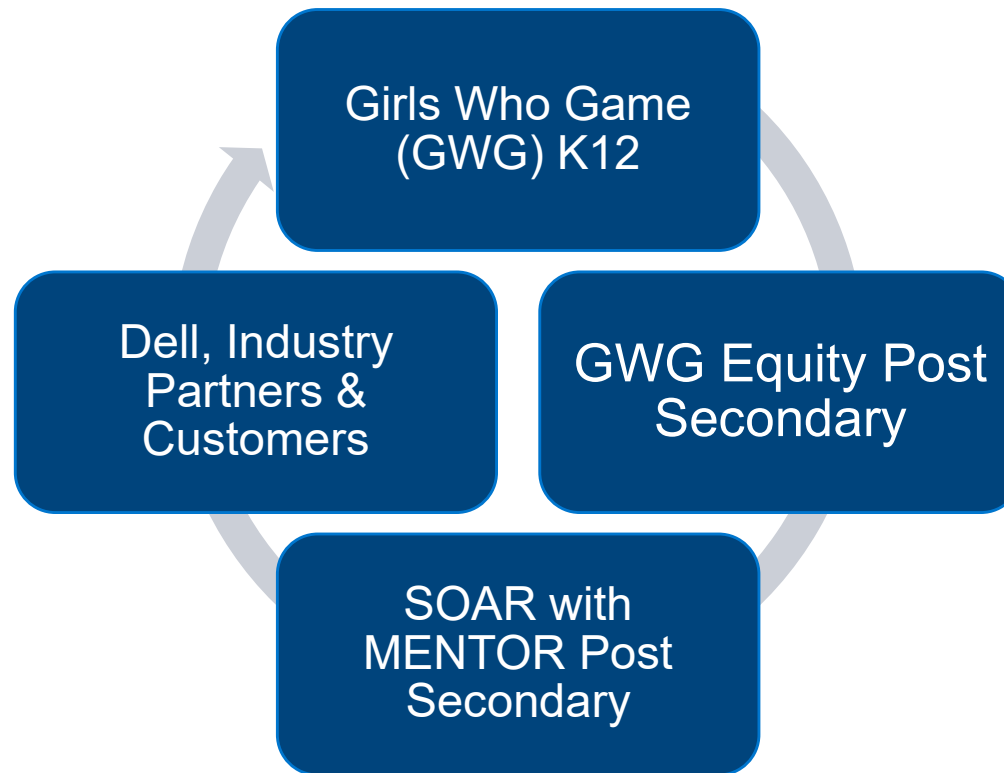 Girls Who Game
(GWG) K12
GWG Equity Post
Secondary
SOAR with
MENTOR Post
Secondary
Dell, Industry
Partners &
Customers